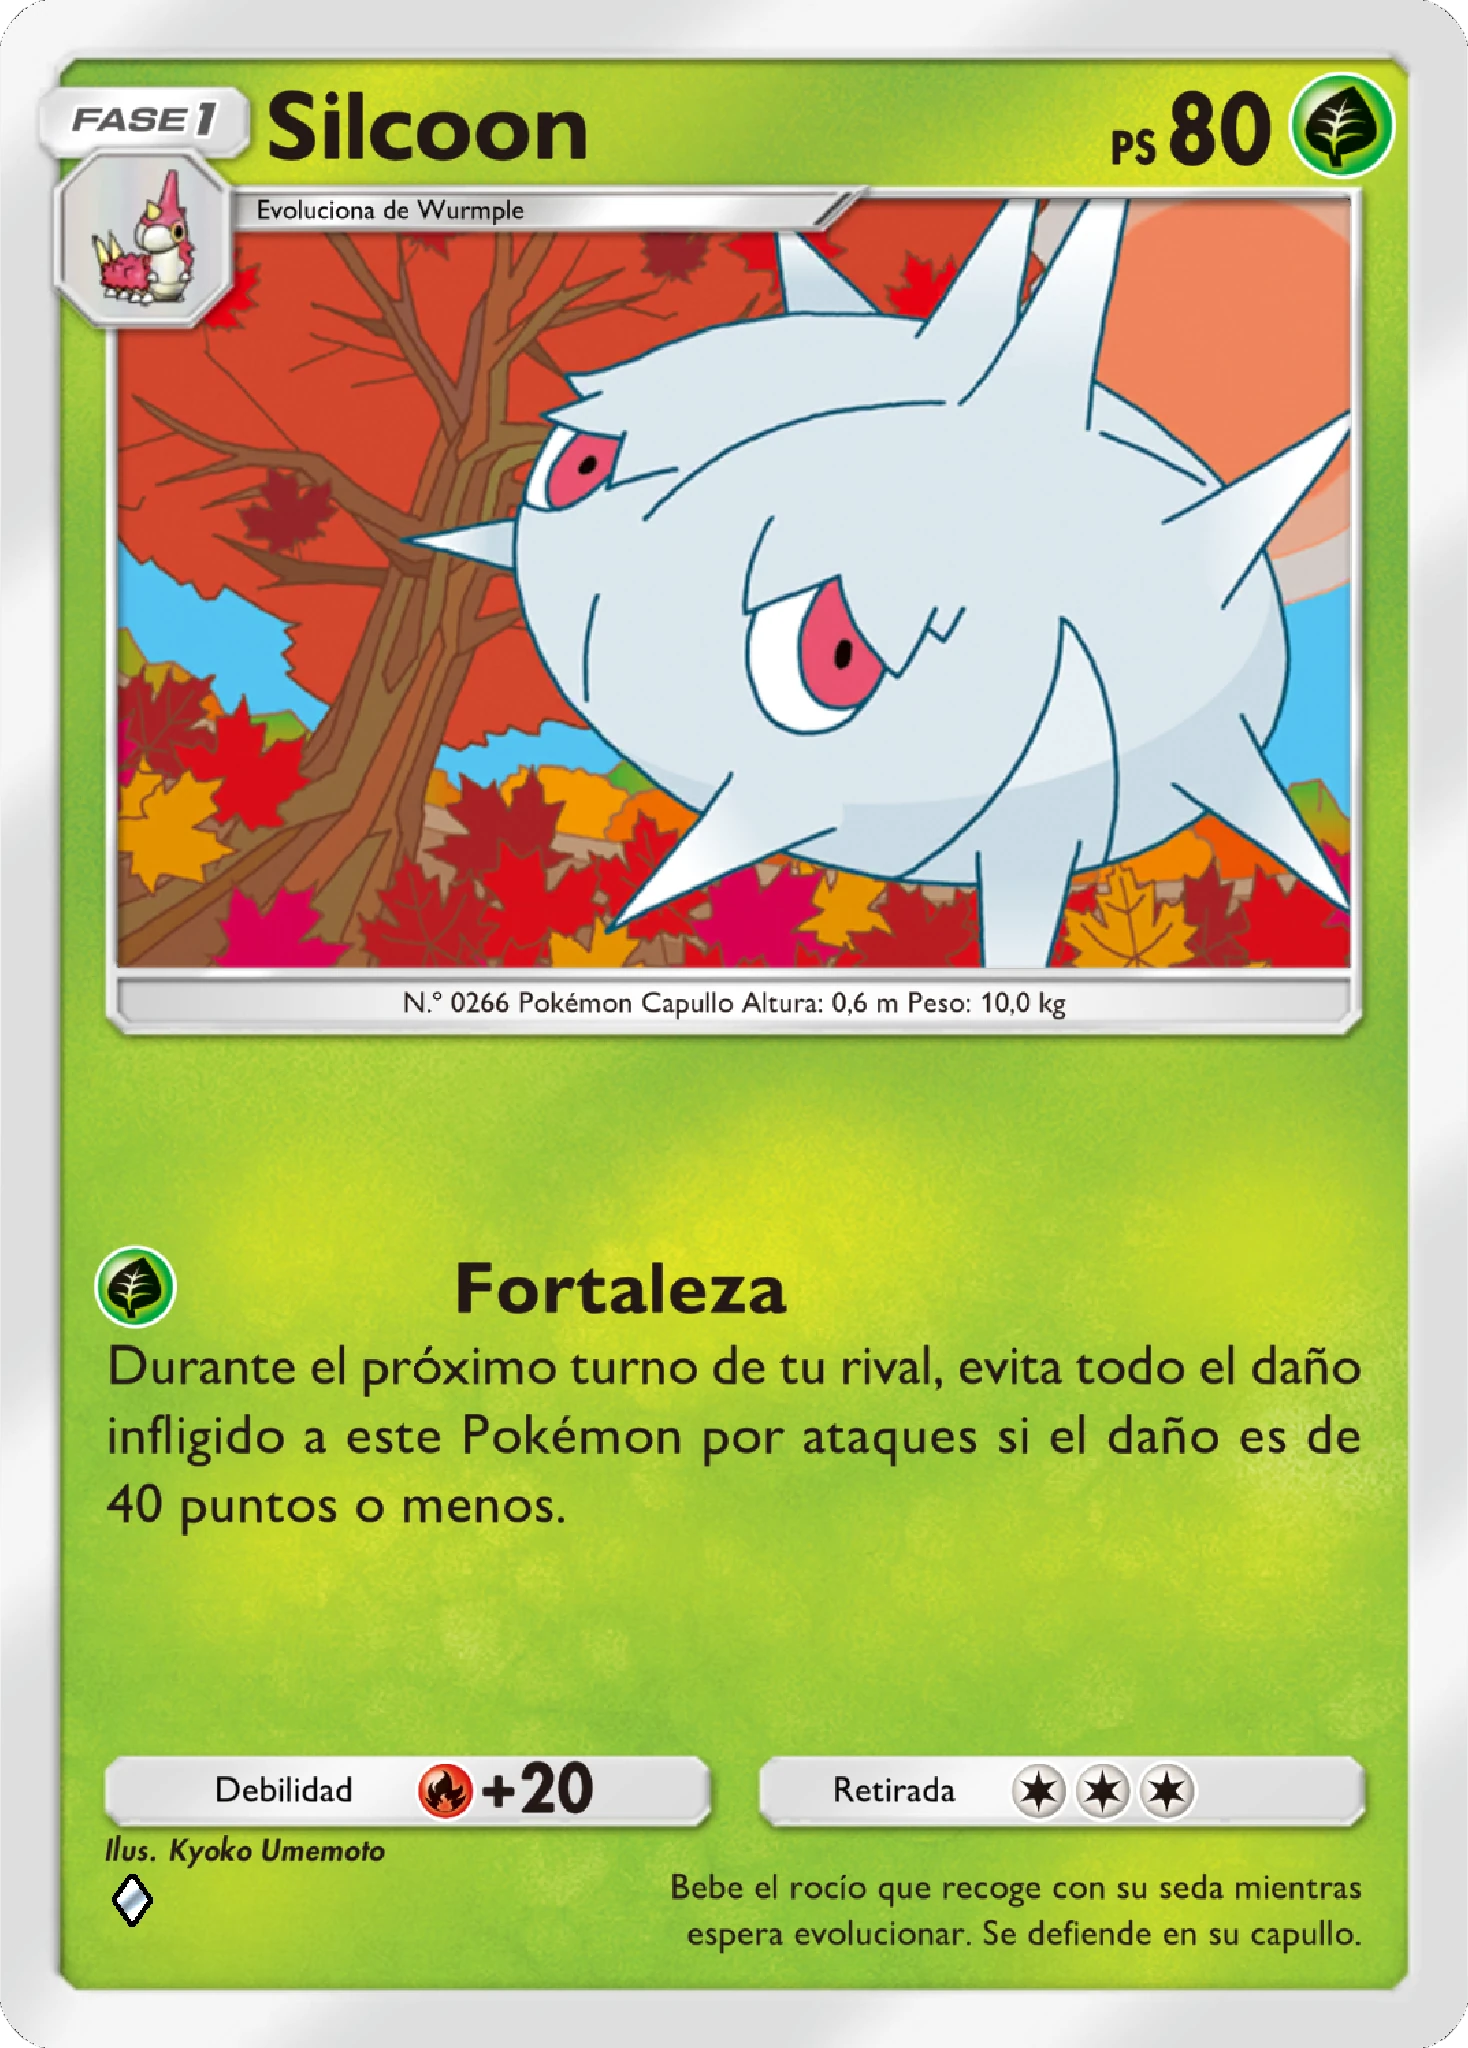 FASE 1
Silcoon
PS 80
Evoluciona de Wurmple
N.° 0266 Pokémon Capullo Altura: 0,6 m Peso: 10,0 kg
Fortaleza
Durante el próximo turno de tu rival, evita todo el daño
infligido a este Pokémon por ataques si el daño es de
40 puntos o menos.
Debilidad +20
Retirada
Ilus. Kyoko Umemoto
Bebe el rocío que recoge con su seda mientras
espera evolucionar. Se defiende en su capullo.